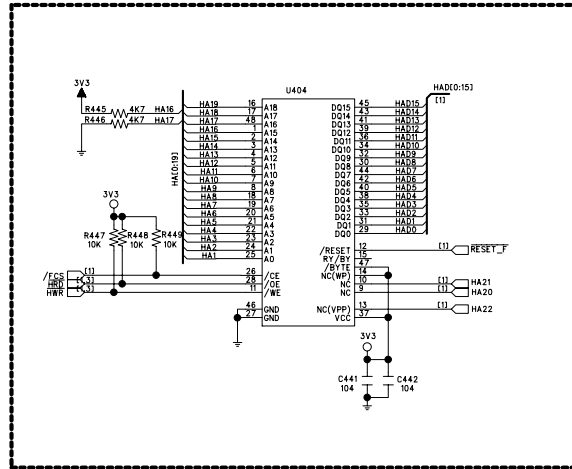 U404
HAD[0:15]
[1]
3V3
R445 4K7 HA16
R446 4K7 HA17
HA[0:19]
HA19 16 A18 DQ15 45 HAD15
HA18 17 A17 DQ14 43 HAD14
HA17 48 A16 DQ13 41 HAD13
HA16 1 A15 DQ12 39 HAD12
HA15 2 A14 DQ11 36 HAD11
HA14 3 A13 DQ10 34 HAD10
HA13 4 A12 DQ9 32 HAD9
HA12 5 A11 DQ8 30 HAD8
HA11 6 A10 DQ7 44 HAD7
HA10 7 A9 DQ6 42 HAD6
HA9 8 A8 DQ5 40 HAD5
HA8 18 A7 DQ4 38 HAD4
HA7 19 A6 DQ3 35 HAD3
HA6 20 A5 DQ2 33 HAD2
HA5 21 A4 DQ1 31 HAD1
HA4 22 A3 DQ0 29 HAD0
HA3 23 A2
HA2 24 A1
HA1 25 A0
3V3
R447 10K
R448 10K
R449 10K
/RESET 12 [1] RESET_F
RY/BY 15
/BYTE 47
/FCS [1] 26 /CE NC(WP) 14
HRD [3] 28 /OE NC 10 [1] HA21
HWR [3] 11 /WE NC 9 [1] HA20
46 GND NC(VPP) 13 [1] HA22
27 GND VCC 37
3V3
C441 104
C442 104